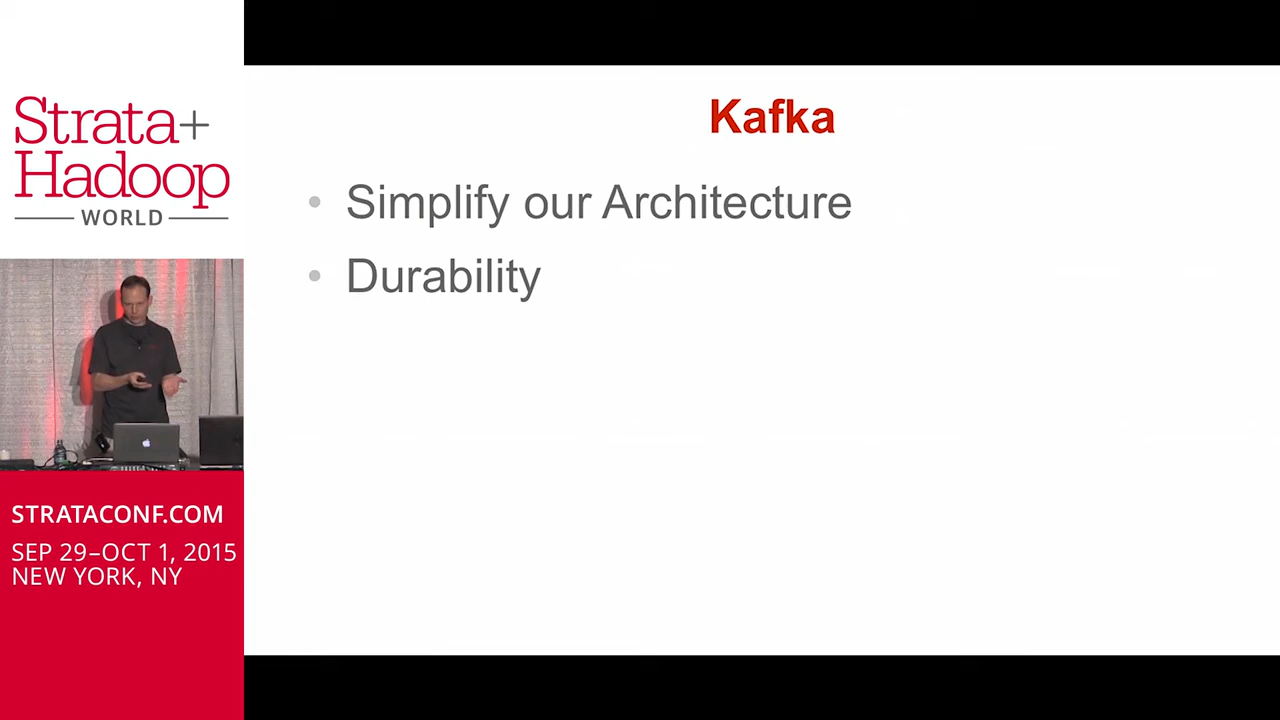 Strata+
Hadoop
WORLD
STRATACONF.COM
SEP 29–OCT 1, 2015
NEW YORK, NY
Kafka
• Simplify our Architecture
• Durability